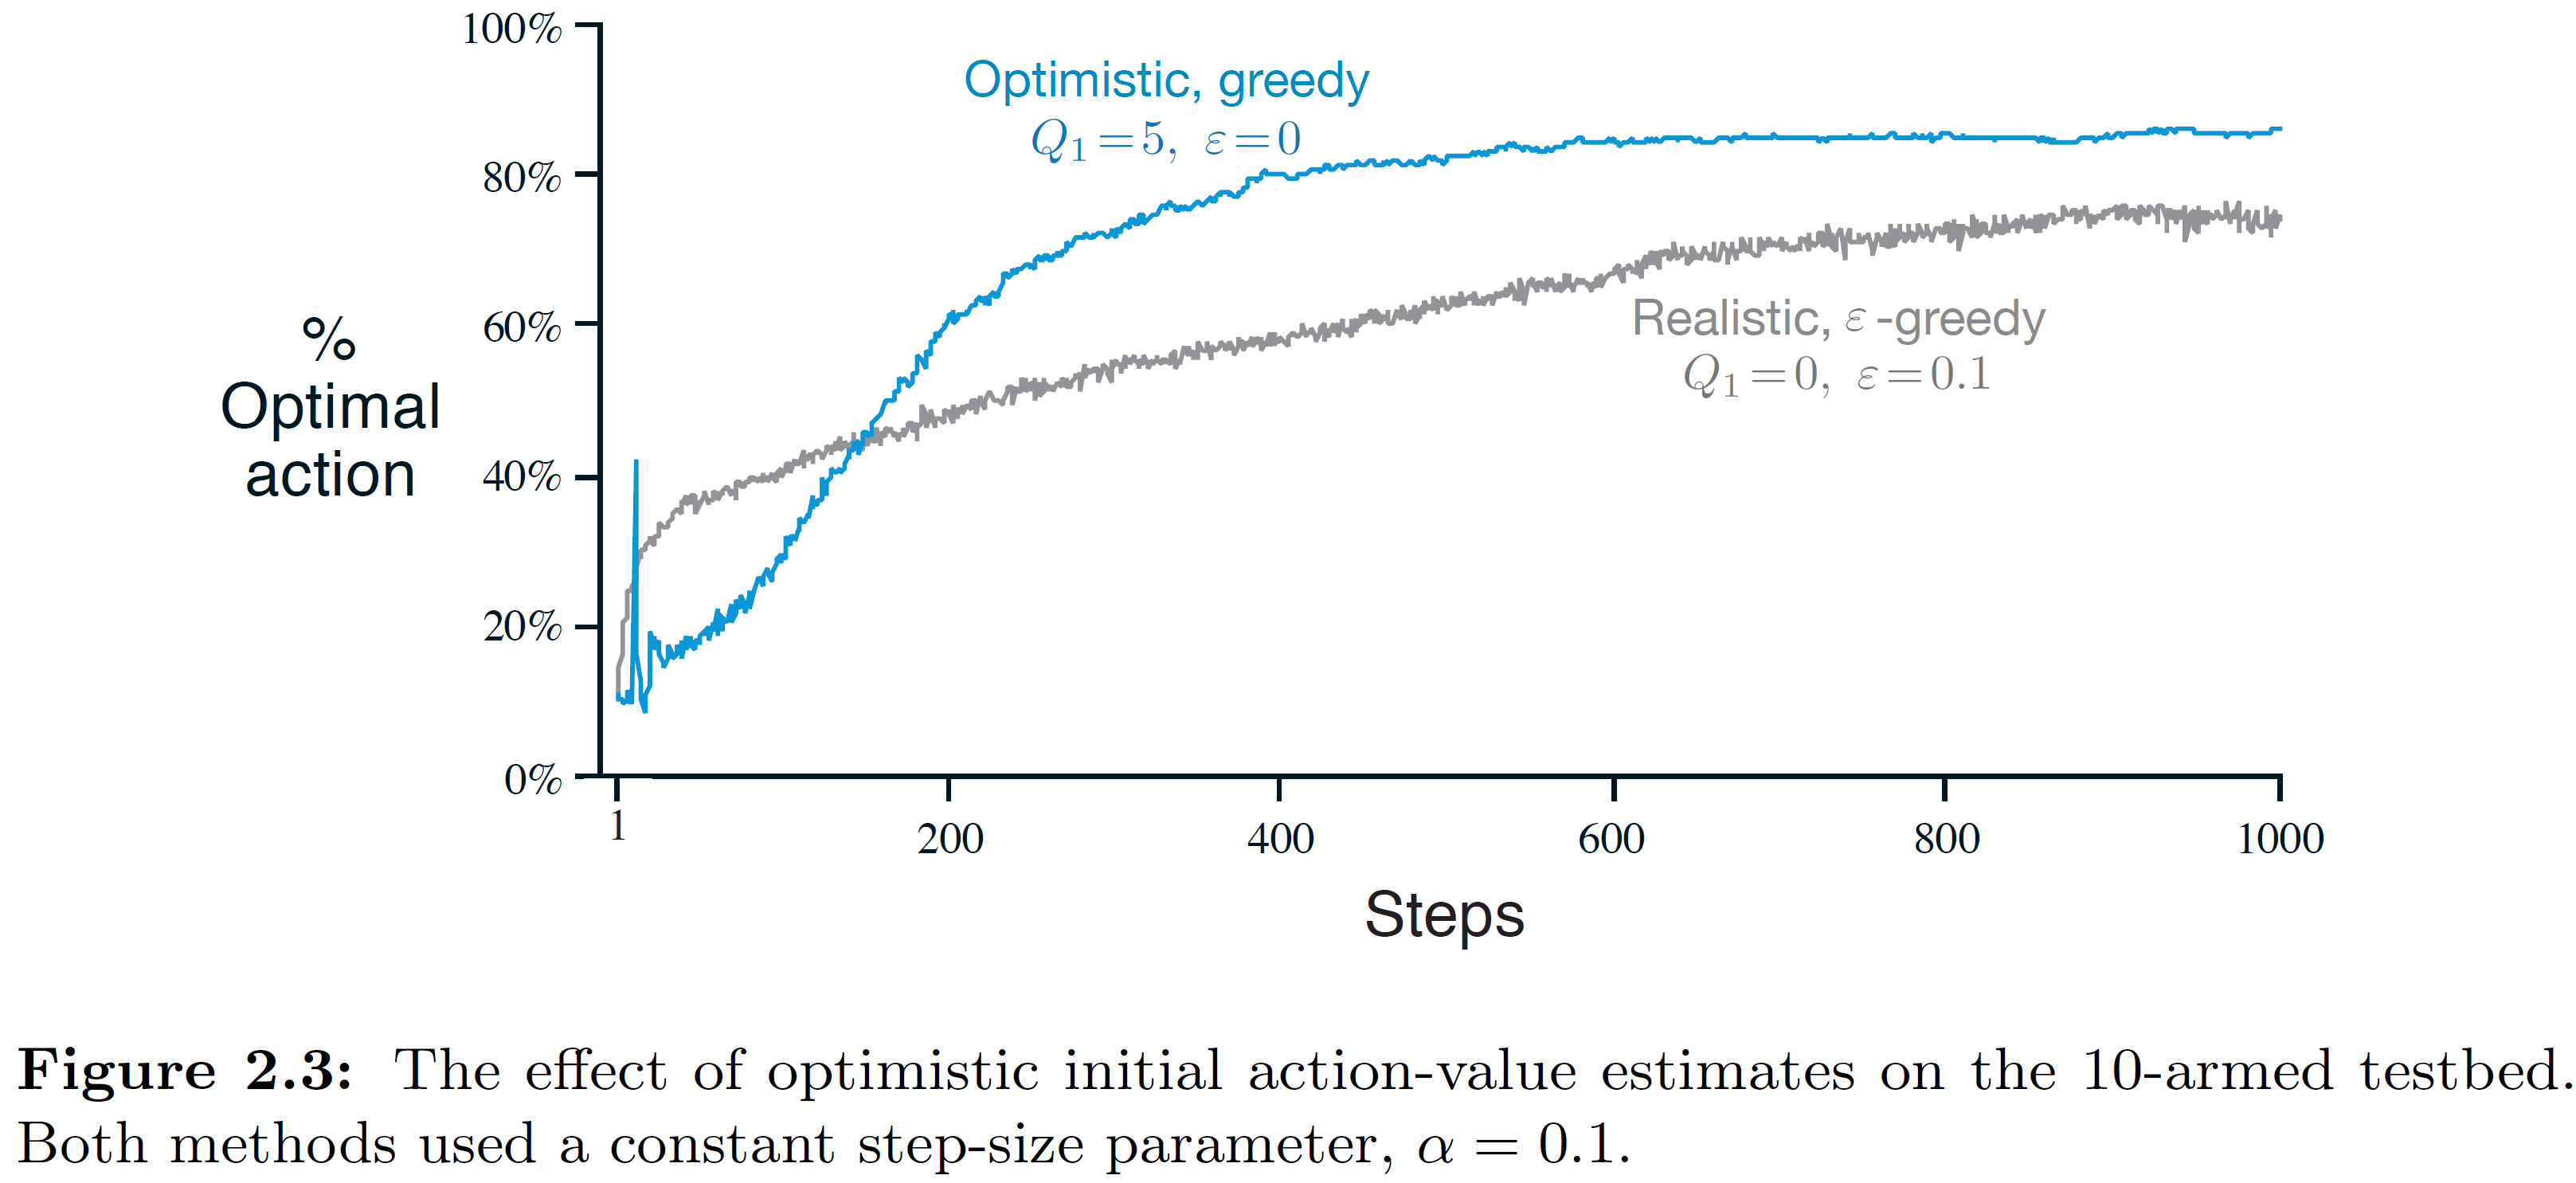 100%
Optimistic, greedy
Q₁ = 5, ε = 0
80%
60%
%
Optimal
action
Realistic, ε -greedy
Q₁ = 0, ε = 0.1
40%
20%
0%
1
200
400
600
800
1000
Steps
Figure 2.3: The effect of optimistic initial action-value estimates on the 10-armed testbed.
Both methods used a constant step-size parameter, α = 0.1.